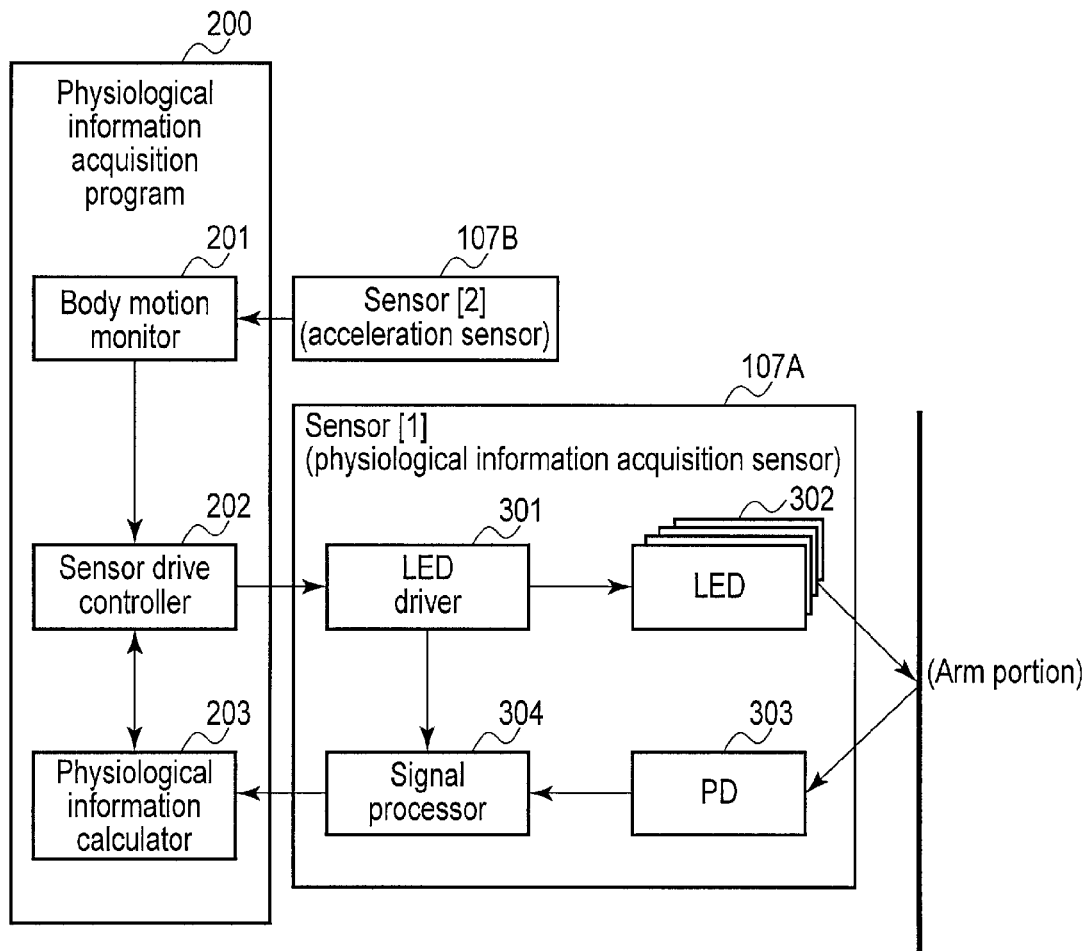 200
Physiological
information
acquisition
program
201
107B
Body motion
monitor
Sensor [2]
(acceleration sensor)
107A
Sensor [1]
(physiological information acquisition sensor)
202
301
302
Sensor drive
controller
LED
driver
LED
(Arm portion)
203
304
303
Physiological
information
calculator
Signal
processor
PD